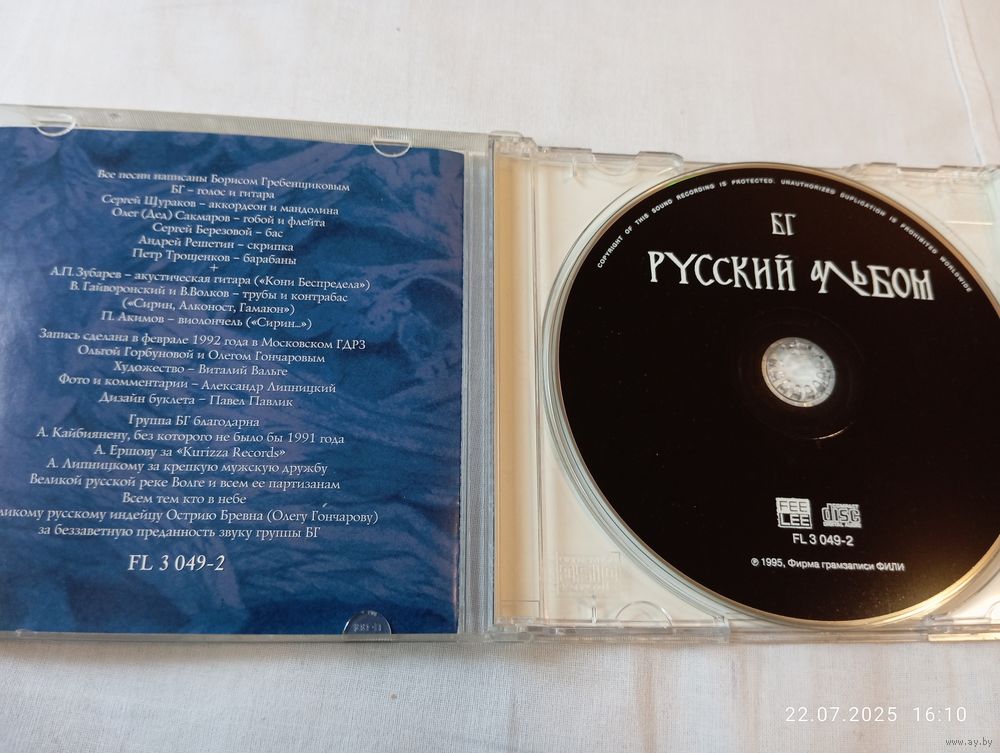 Все песни написаны Борисом Гребенщиковым
БГ – голос и гитара
Сергей Щураков – аккордеон и мандолина
Олег (Дед) Сакмаров – гобой и флейта
Сергей Березовой – бас
Андрей Решетин – скрипка
Петр Трощенков – барабаны
+
А.П. Зубарев – акустическая гитара («Кони Беспредела»)
В. Гайворонский и В.Волков – трубы и контрабас
(«Сирин, Алконост, Гамаюн»)
П. Акимов – виолончель («Сирин...»)
Запись сделана в феврале 1992 года в Московском ГДРЗ
Ольгой Горбуновой и Олегом Гончаровым
Художество – Виталий Вальге
Фото и комментарии – Александр Липницкий
Дизайн буклета – Павел Павлик
Группа БГ благодарна
А. Кайбиянену, без которого не было бы 1991 года
А. Ершову за «Kurizza Records»
А. Липницкому за крепкую мужскую дружбу
Великой русской реке Волге и всем ее партизанам
Всем тем кто в небе
ликому русскому индейцу Острию Бревна (Олегу Гончарову)
за беззаветную преданность звуку группы БГ
FL 3 049-2
COPYRIGHT OF THIS SOUND RECORDING IS PROTECTED. UNAUTHORIZED DUPLICATION IS PROHIBITED WORLDWIDE
БГ
РУССКИЙ АЛЬБОМ
FEE
LEE
disc
DIGITAL AUDIO
FL 3 049-2
℗ 1995, Фирма грамзаписи ФИЛИ
22.07.2025 16:10
www.ay.by